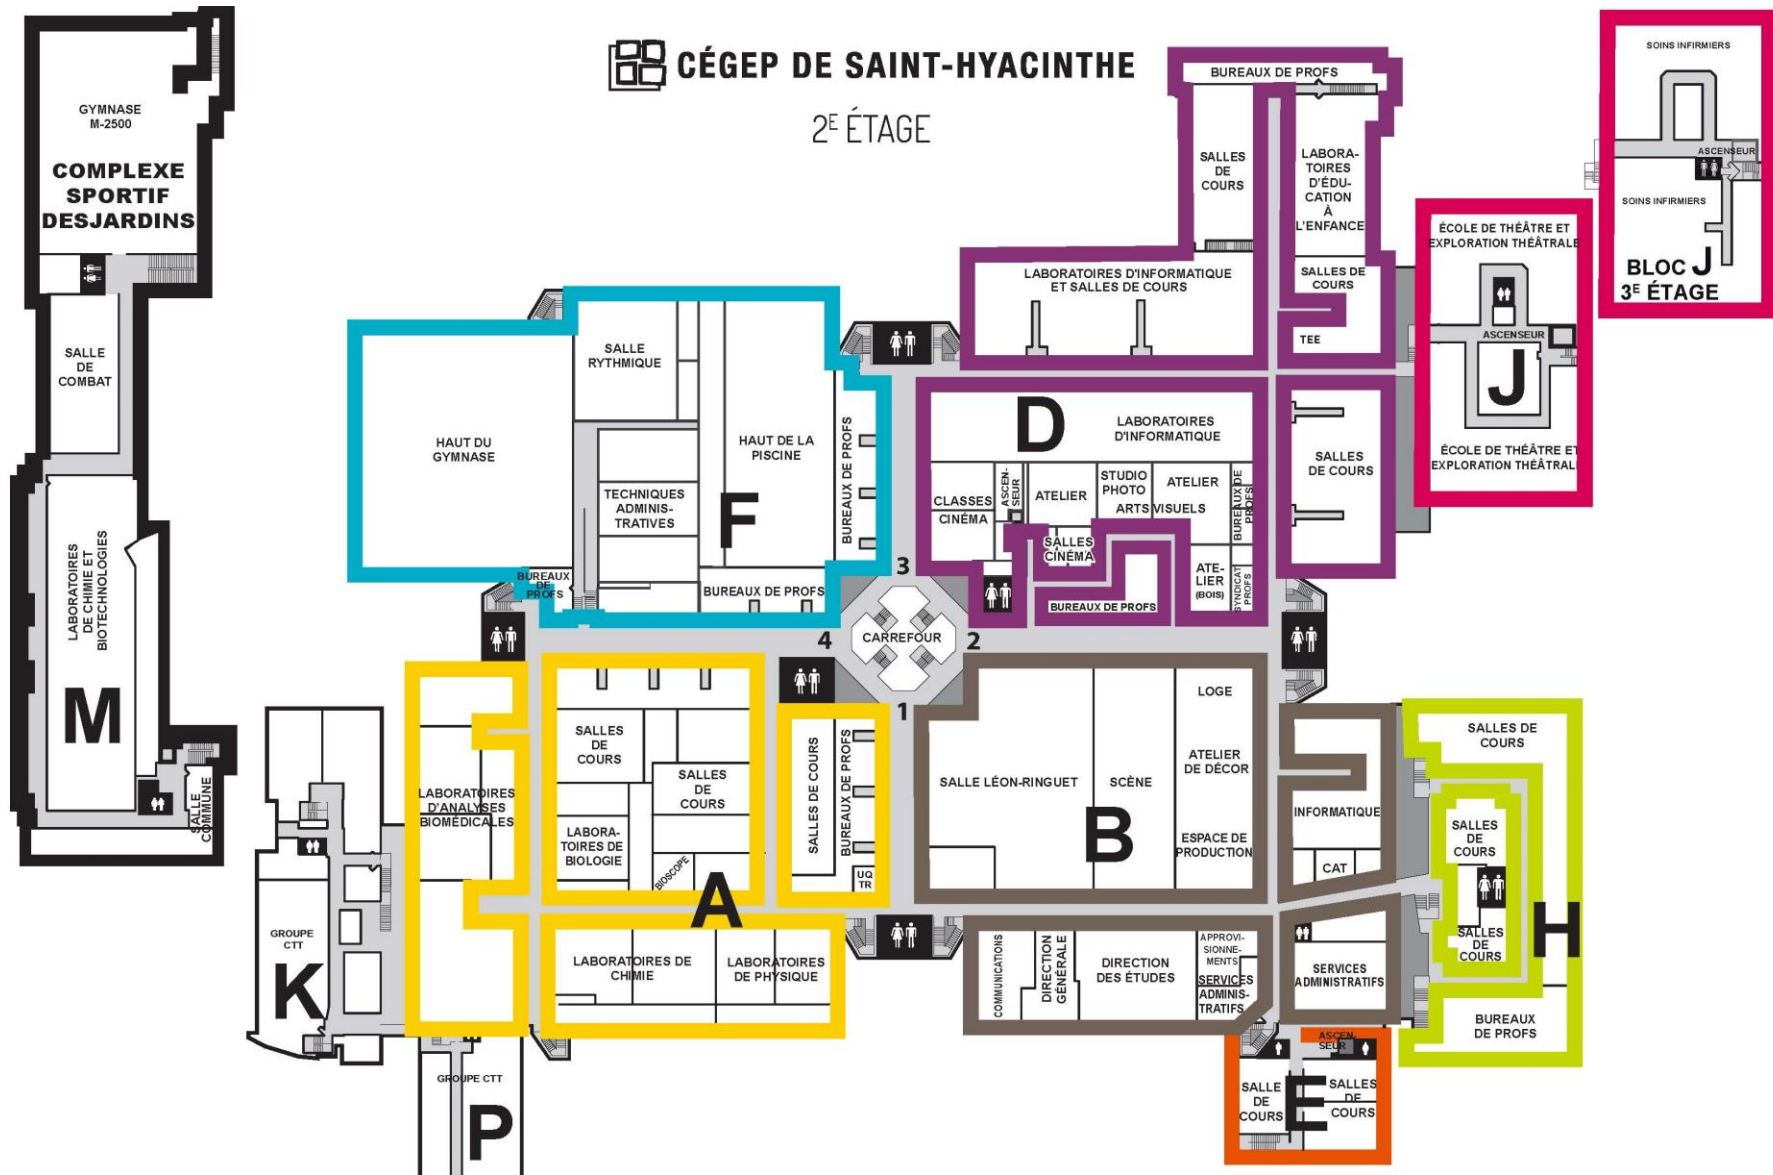 CÉGEP DE SAINT-HYACINTHE
2E ÉTAGE
GYMNASE
M-2500
COMPLEXE
SPORTIF
DESJARDINS
SALLE
DE
COMBAT
LABORATOIRES
DE CHIMIE ET
BIOTECHNOLOGIES
M
SALLE
COMMUNE
HAUT DU
GYMNASE
SALLE
RYTHMIQUE
TECHNIQUES
ADMINIS-
TRATIVES
HAUT DE LA
PISCINE
F
BUREAUX DE PROFS
BUREAUX
DE
PROFS
BUREAUX DE PROFS
BUREAUX DE PROFS
SALLES
DE
COURS
LABORA-
TOIRES
D'ÉDU-
CATION
À
L'ENFANCE
LABORATOIRES D'INFORMATIQUE
ET SALLES DE COURS
SALLES DE
COURS
TEE
D
LABORATOIRES
D'INFORMATIQUE
CLASSES
CINÉMA
ASCEN-
SEUR
ATELIER
STUDIO
PHOTO
ATELIER
ARTS VISUELS
BUREAUX DE
PROFS
SALLES
CINÉMA
BUREAUX DE PROFS
ATE-
LIER
(BOIS)
SYNDICAT
PROFS
SALLES
DE COURS
ÉCOLE DE THÉÂTRE ET
EXPLORATION THÉÂTRALE
ASCENSEUR
J
ÉCOLE DE THÉÂTRE ET
EXPLORATION THÉÂTRALE
SOINS INFIRMIERS
ASCENSEUR
SOINS INFIRMIERS
BLOC J
3E ÉTAGE
3
4
CARREFOUR
2
1
SALLES
DE
COURS
SALLES
DE
COURS
LABORA-
TOIRES DE
BIOLOGIE
BIOSCOPE
A
SALLES DE COURS
BUREAUX DE PROFS
UQ
TR
LABORATOIRES
D'ANALYSES
BIOMÉDICALES
LABORATOIRES DE
CHIMIE
LABORATOIRES
DE PHYSIQUE
GROUPE
CTT
K
GROUPE CTT
P
SALLE LÉON-RINGUET
SCÈNE
LOGE
ATELIER
DE DÉCOR
ESPACE DE
PRODUCTION
B
INFORMATIQUE
CAT
COMMUNICATIONS
DIRECTION
GÉNÉRALE
DIRECTION
DES ÉTUDES
APPROVI-
SIONNE-
MENTS
SERVICES
ADMINIS-
TRATIFS
SERVICES
ADMINISTRATIFS
SALLES DE
COURS
SALLES
DE
COURS
SALLES
DE
COURS
H
BUREAUX
DE PROFS
ASCEN-
SEUR
SALLE
DE
COURS
E
SALLES
DE
COURS